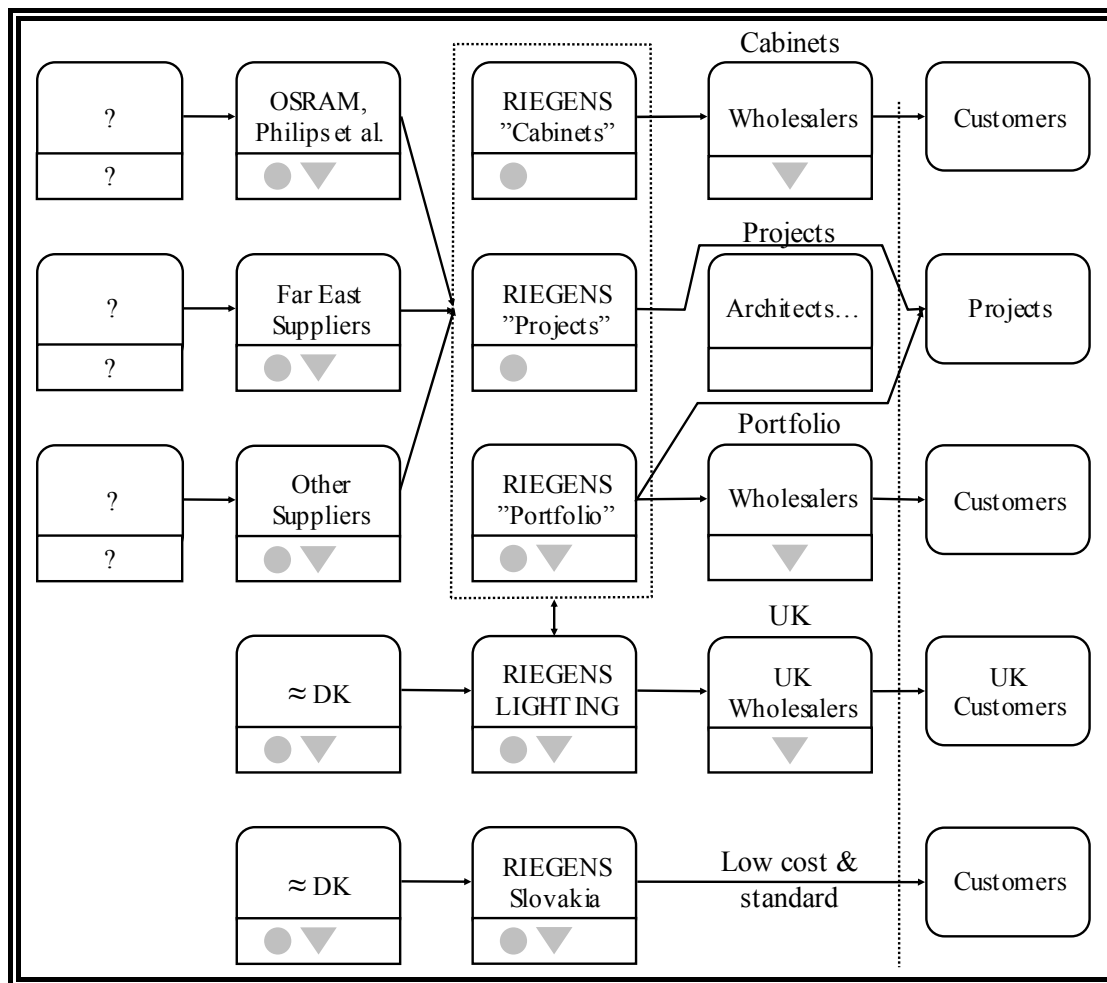 Cabinets
?
?
OSRAM,
Philips et al.
RIEGENS
”Cabinets”
Wholesalers
Customers
Projects
?
?
Far East
Suppliers
RIEGENS
”Projects”
Architects…
Projects
Portfolio
?
?
Other
Suppliers
RIEGENS
”Portfolio”
Wholesalers
Customers
UK
≈ DK
RIEGENS
LIGHTING
UK
Wholesalers
UK
Customers
≈ DK
RIEGENS
Slovakia
Low cost &
standard
Customers